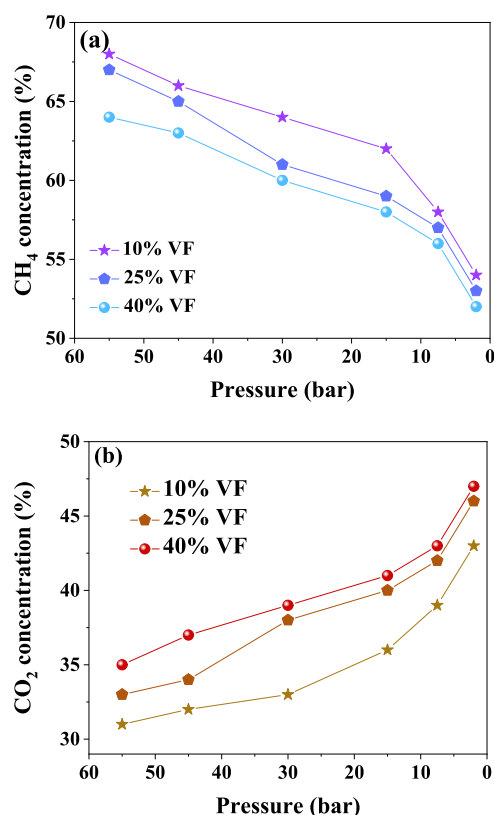 (a)
70
65
60
55
50
CH4 concentration (%)
10% VF
25% VF
40% VF
60 50 40 30 20 10 0
Pressure (bar)
(b)
50
45
40
35
30
CO2 concentration (%)
10% VF
25% VF
40% VF
60 50 40 30 20 10 0
Pressure (bar)